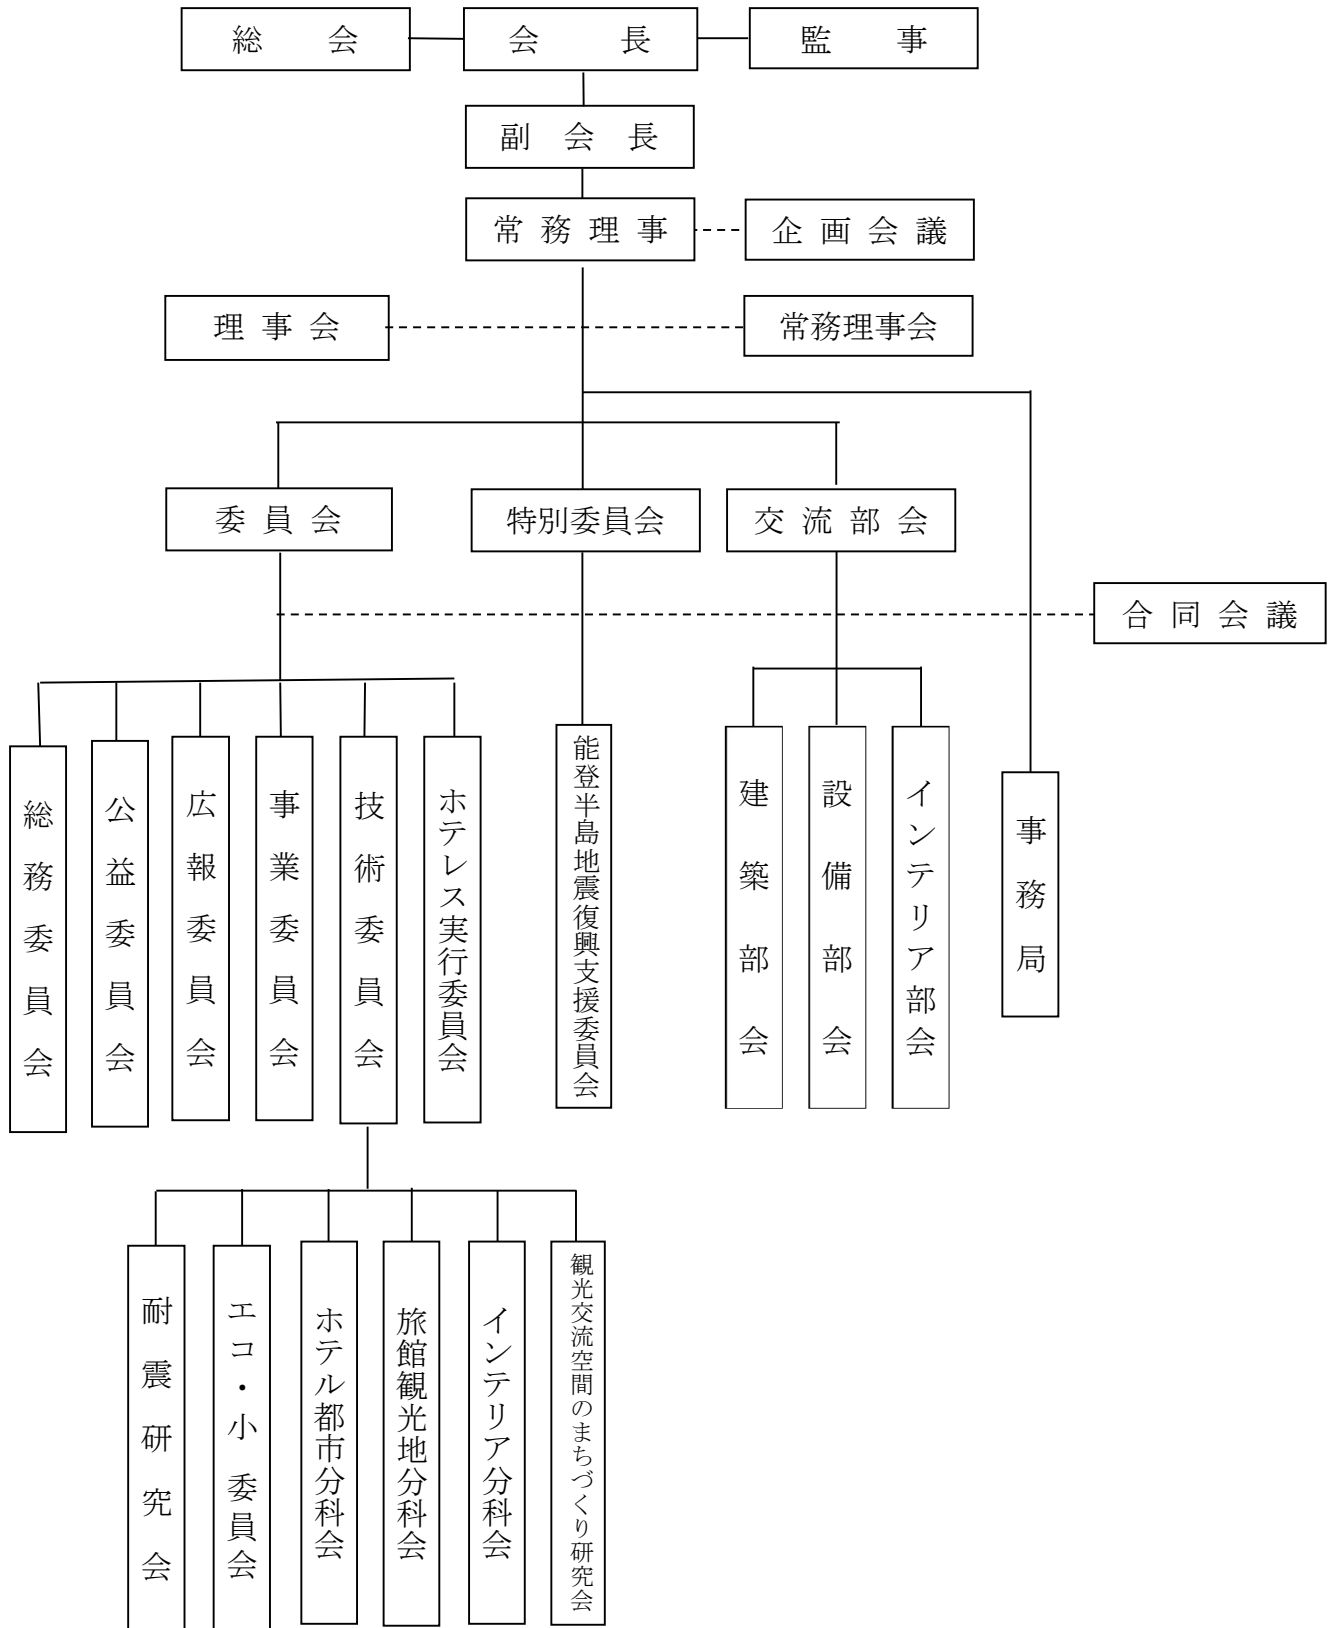 総会
会長
監事
副会長
常務理事
企画会議
理事会
常務理事会
委員会
特別委員会
交流部会
合同会議
総務委員会
公益委員会
広報委員会
事業委員会
技術委員会
ホテレス実行委員会
能登半島地震復興支援委員会
建築部会
設備部会
インテリア部会
事務局
耐震研究会
エコ・小委員会
ホテル都市分科会
旅館観光地分科会
インテリア分科会
観光交流空間のまちづくり研究会